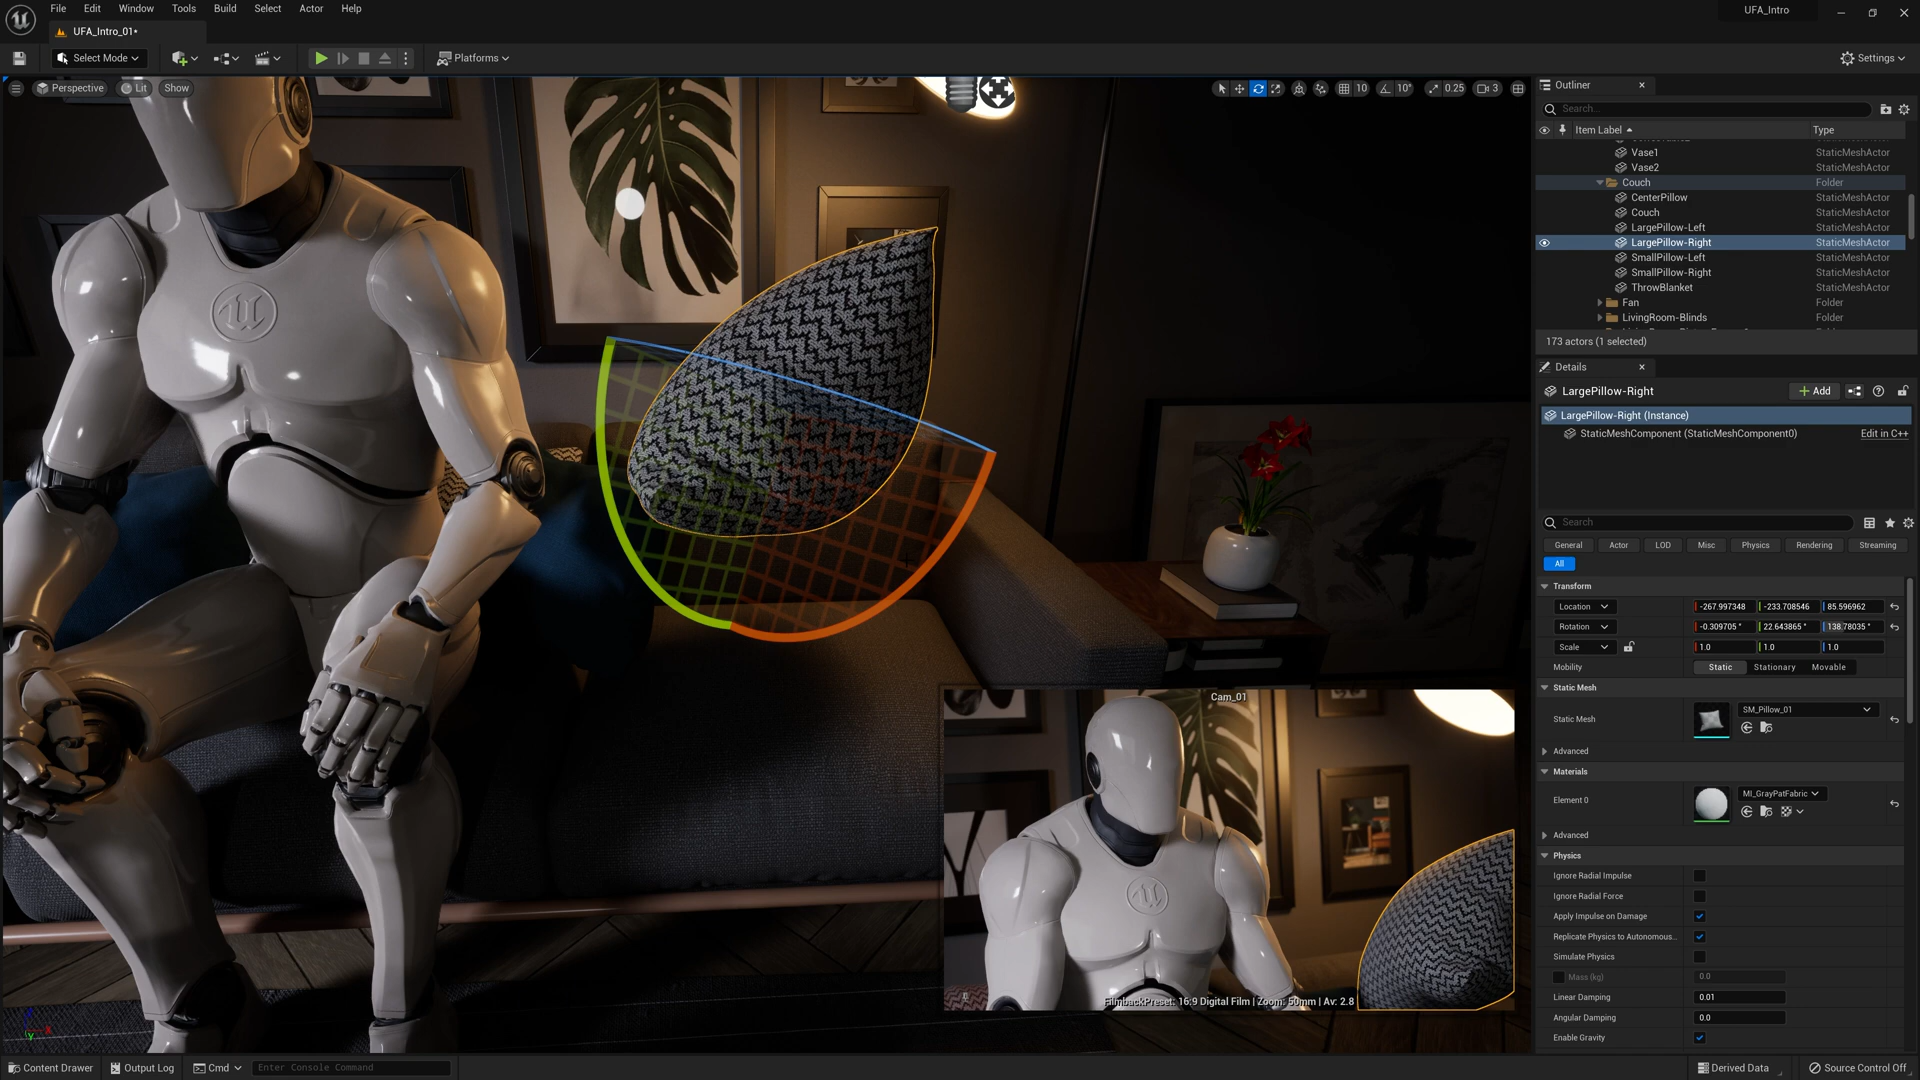 File Edit Window Tools Build Select Actor Help
UFA_Intro
UFA_Intro_01*
Select Mode
Platforms
Settings
Perspective Lit Show
10 10° 0.25 3
Outliner
Search...
Item Label Type
Vase1 StaticMeshActor
Vase2 StaticMeshActor
Couch Folder
CenterPillow StaticMeshActor
Couch StaticMeshActor
LargePillow-Left StaticMeshActor
LargePillow-Right StaticMeshActor
SmallPillow-Left StaticMeshActor
SmallPillow-Right StaticMeshActor
ThrowBlanket StaticMeshActor
Fan Folder
LivingRoom-Blinds Folder
173 actors (1 selected)
Details
LargePillow-Right
Add
LargePillow-Right (Instance)
StaticMeshComponent (StaticMeshComponent0) Edit in C++
Search
General Actor LOD Misc Physics Rendering Streaming
All
Transform
Location -267.997348 -233.708546 85.596962
Rotation -0.309705° 22.643865° 138.78035°
Scale 1.0 1.0 1.0
Mobility Static Stationary Movable
Static Mesh
Static Mesh SM_Pillow_01
Advanced
Materials
Element 0 MI_GrayPatFabric
Advanced
Physics
Ignore Radial Impulse
Ignore Radial Force
Apply Impulse on Damage
Replicate Physics to Autonomous...
Simulate Physics
Mass (kg) 0.0
Linear Damping 0.01
Angular Damping 0.0
Enable Gravity
Cam_01
FilmbackPreset: 16:9 Digital Film | Zoom: 50mm | Av: 2.8
Content Drawer Output Log Cmd Enter Console Command
Derived Data Source Control Off